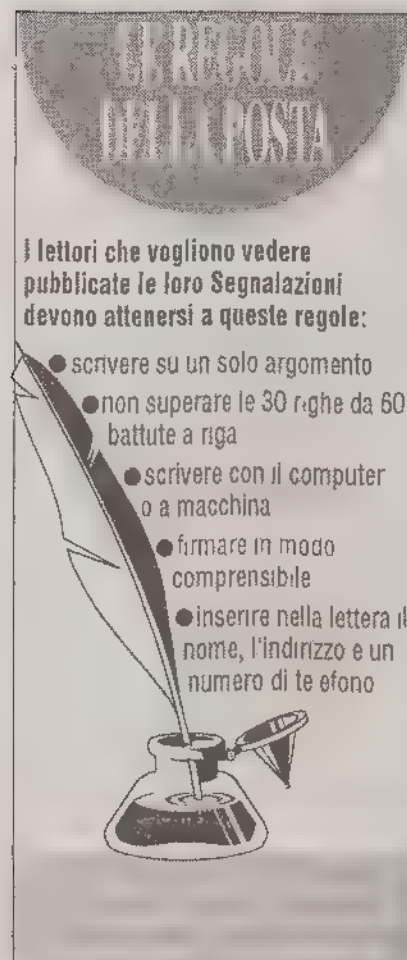 LE REGOLE
DELLA POSTA
I lettori che vogliono vedere
pubblicate le loro Segnalazioni
devono attenersi a queste regole:
● scrivere su un solo argomento
● non superare le 30 righe da 60
battute a riga
● scrivere con il computer
o a macchina
● firmare in modo
comprensibile
● inserire nella lettera il
nome, l'indirizzo e un
numero di te efono